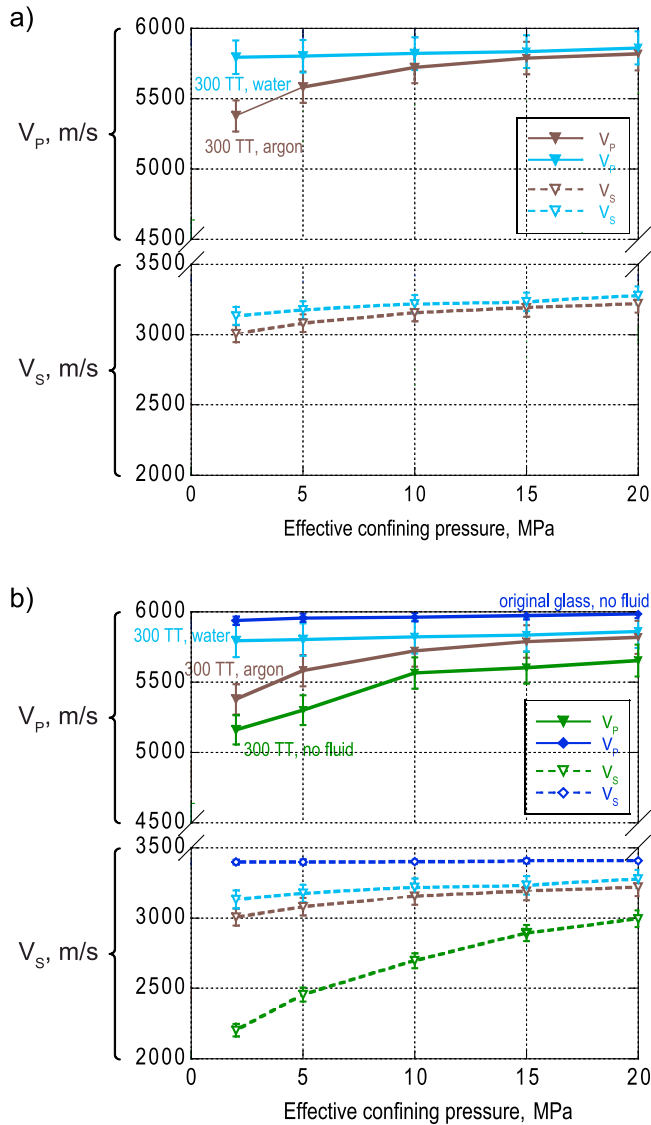 a)
6000
300 TT, water
5500
300 TT, argon
V_P, m/s
5000
V_P
V_P
V_S
V_S
4500
3500
3000
V_S, m/s
2500
2000
0 5 10 15 20
Effective confining pressure, MPa
b)
original glass, no fluid
6000
300 TT, water
300 TT, argon
5500
V_P, m/s
5000
300 TT, no fluid
V_P
V_P
V_S
V_S
4500
3500
3000
V_S, m/s
2500
2000
0 5 10 15 20
Effective confining pressure, MPa